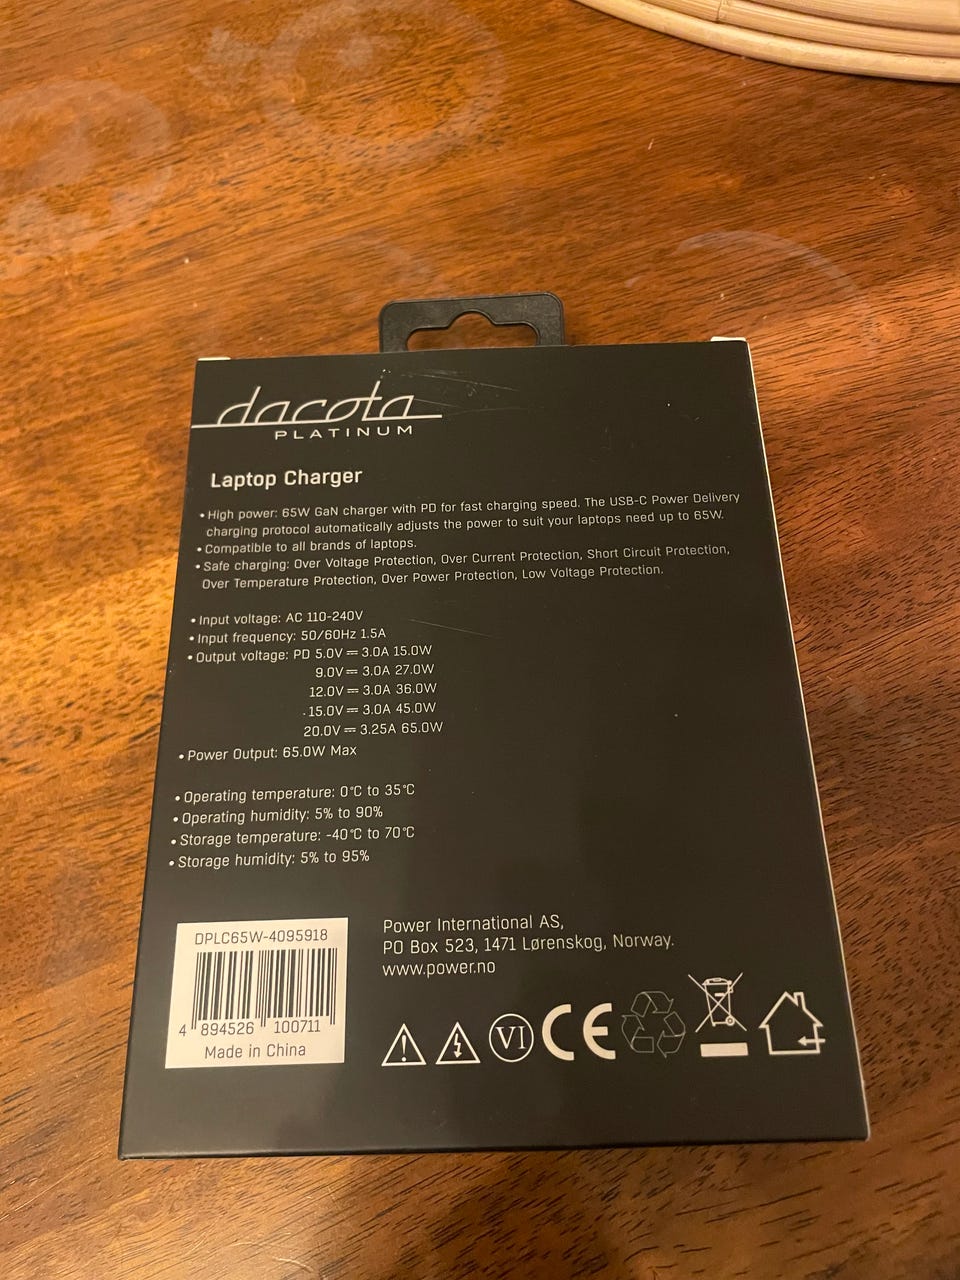 dacota
PLATINUM
Laptop Charger
• High power: 65W GaN charger with PD for fast charging speed. The USB-C Power Delivery
charging protocol automatically adjusts the power to suit your laptops need up to 65W.
• Compatible to all brands of laptops.
• Safe charging: Over Voltage Protection, Over Current Protection, Short Circuit Protection,
Over Temperature Protection, Over Power Protection, Low Voltage Protection.
• Input voltage: AC 110-240V
• Input frequency: 50/60Hz 1.5A
• Output voltage: PD 5.0V⎓3.0A 15.0W
9.0V⎓3.0A 27.0W
12.0V⎓3.0A 36.0W
15.0V⎓3.0A 45.0W
20.0V⎓3.25A 65.0W
• Power Output: 65.0W Max
• Operating temperature: 0°C to 35°C
• Operating humidity: 5% to 90%
• Storage temperature: -40°C to 70°C
• Storage humidity: 5% to 95%
DPLC65W-4095918
4 894526 100711
Made in China
Power International AS,
PO Box 523, 1471 Lørenskog, Norway.
www.power.no
VI CE